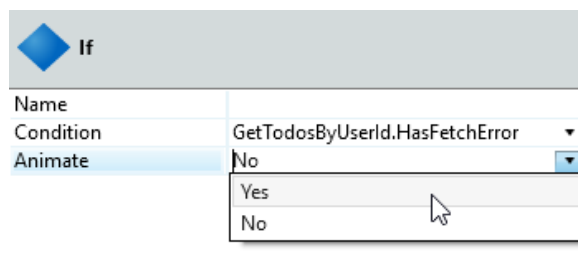 If
Name
Condition GetTodosByUserId.HasFetchError
Animate No
Yes
No